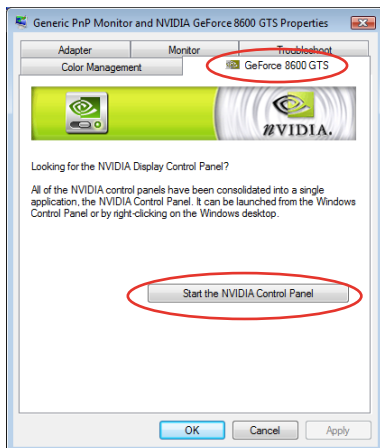 Generic PnP Monitor and NVIDIA GeForce 8600 GTS Properties
Adapter Monitor Troubleshoot
Color Management GeForce 8600 GTS
NVIDIA.
Looking for the NVIDIA Display Control Panel?
All of the NVIDIA control panels have been consolidated into a single
application, the NVIDIA Control Panel. It can be launched from the Windows
Control Panel or by right-clicking on the Windows desktop.
Start the NVIDIA Control Panel
OK Cancel Apply